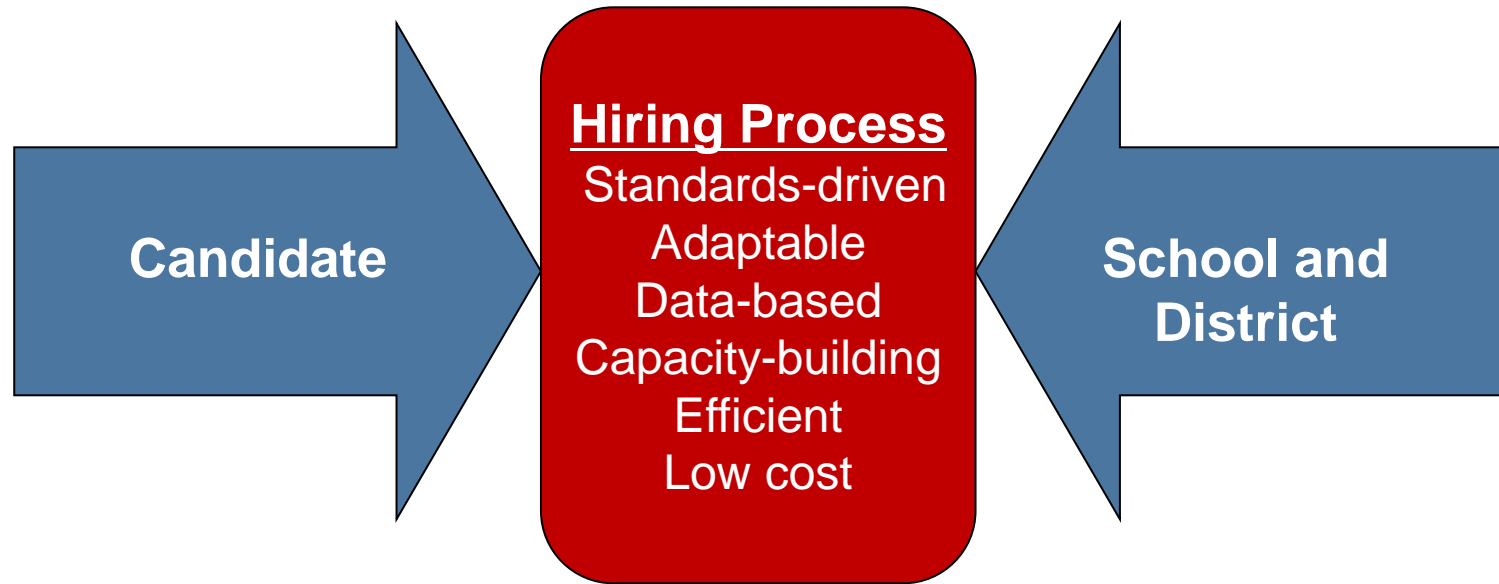 Candidate
Hiring Process
Standards-driven
Adaptable
Data-based
Capacity-building
Efficient
Low cost
School and
District